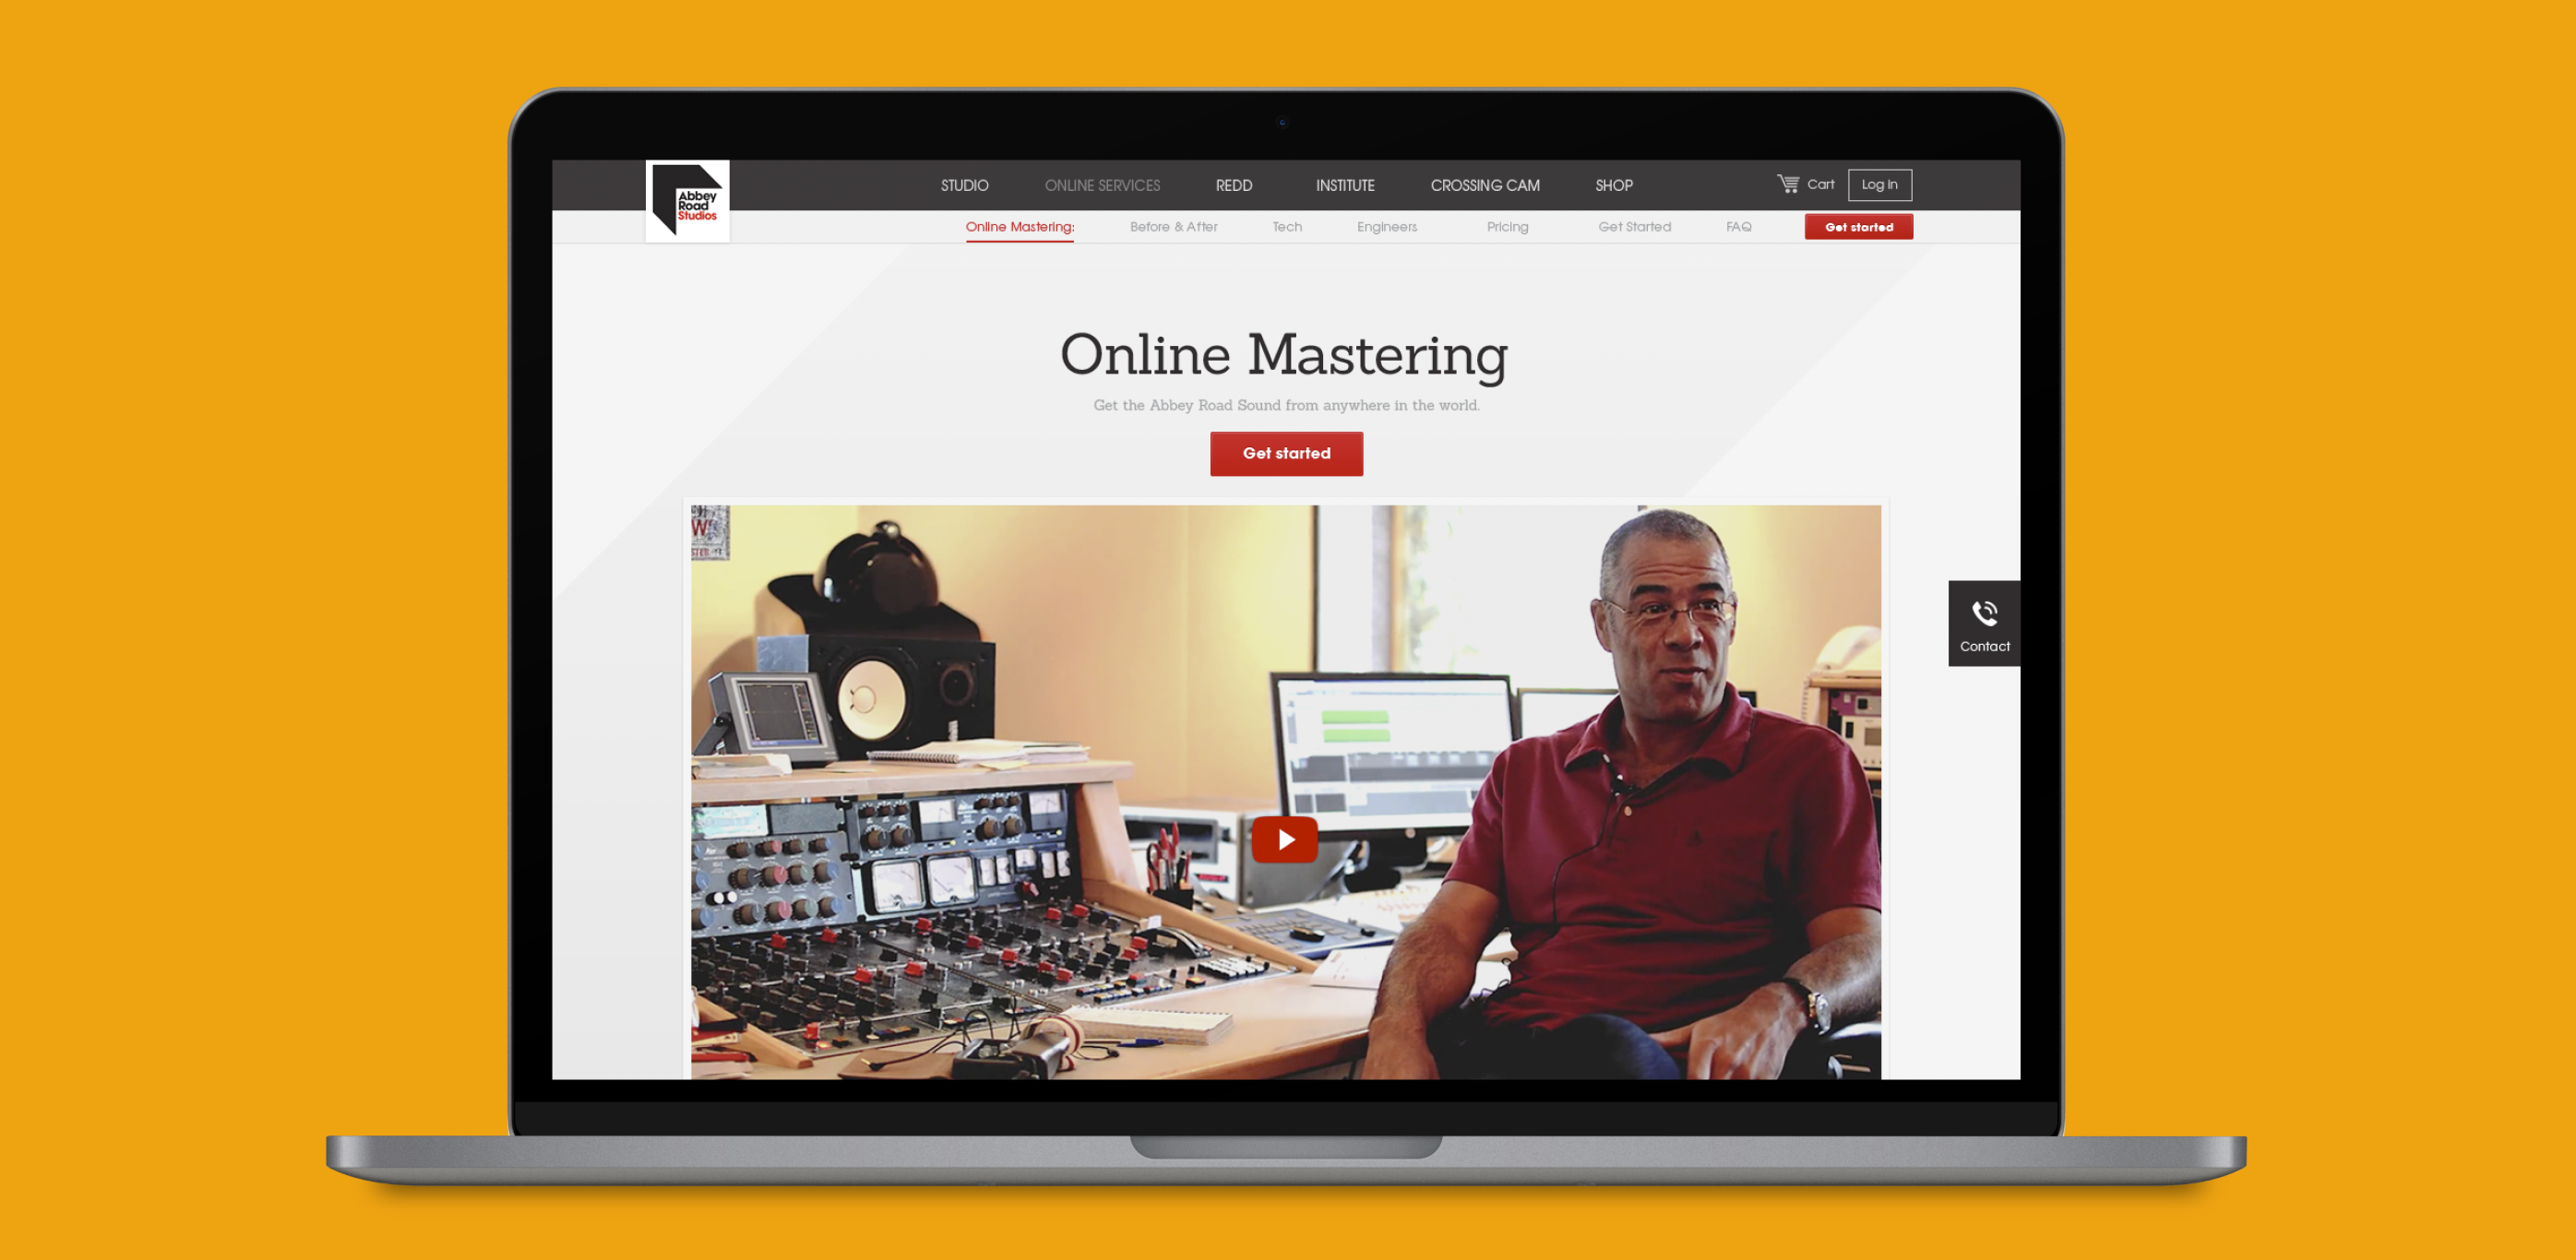 Abbey
Road
Studios
STUDIO
ONLINE SERVICES
REDD
INSTITUTE
CROSSING CAM
SHOP
Cart
Log in
Online Mastering:
Before & After
Tech
Engineers
Pricing
Get Started
FAQ
Get started
Online Mastering
Get the Abbey Road Sound from anywhere in the world.
Get started
Contact